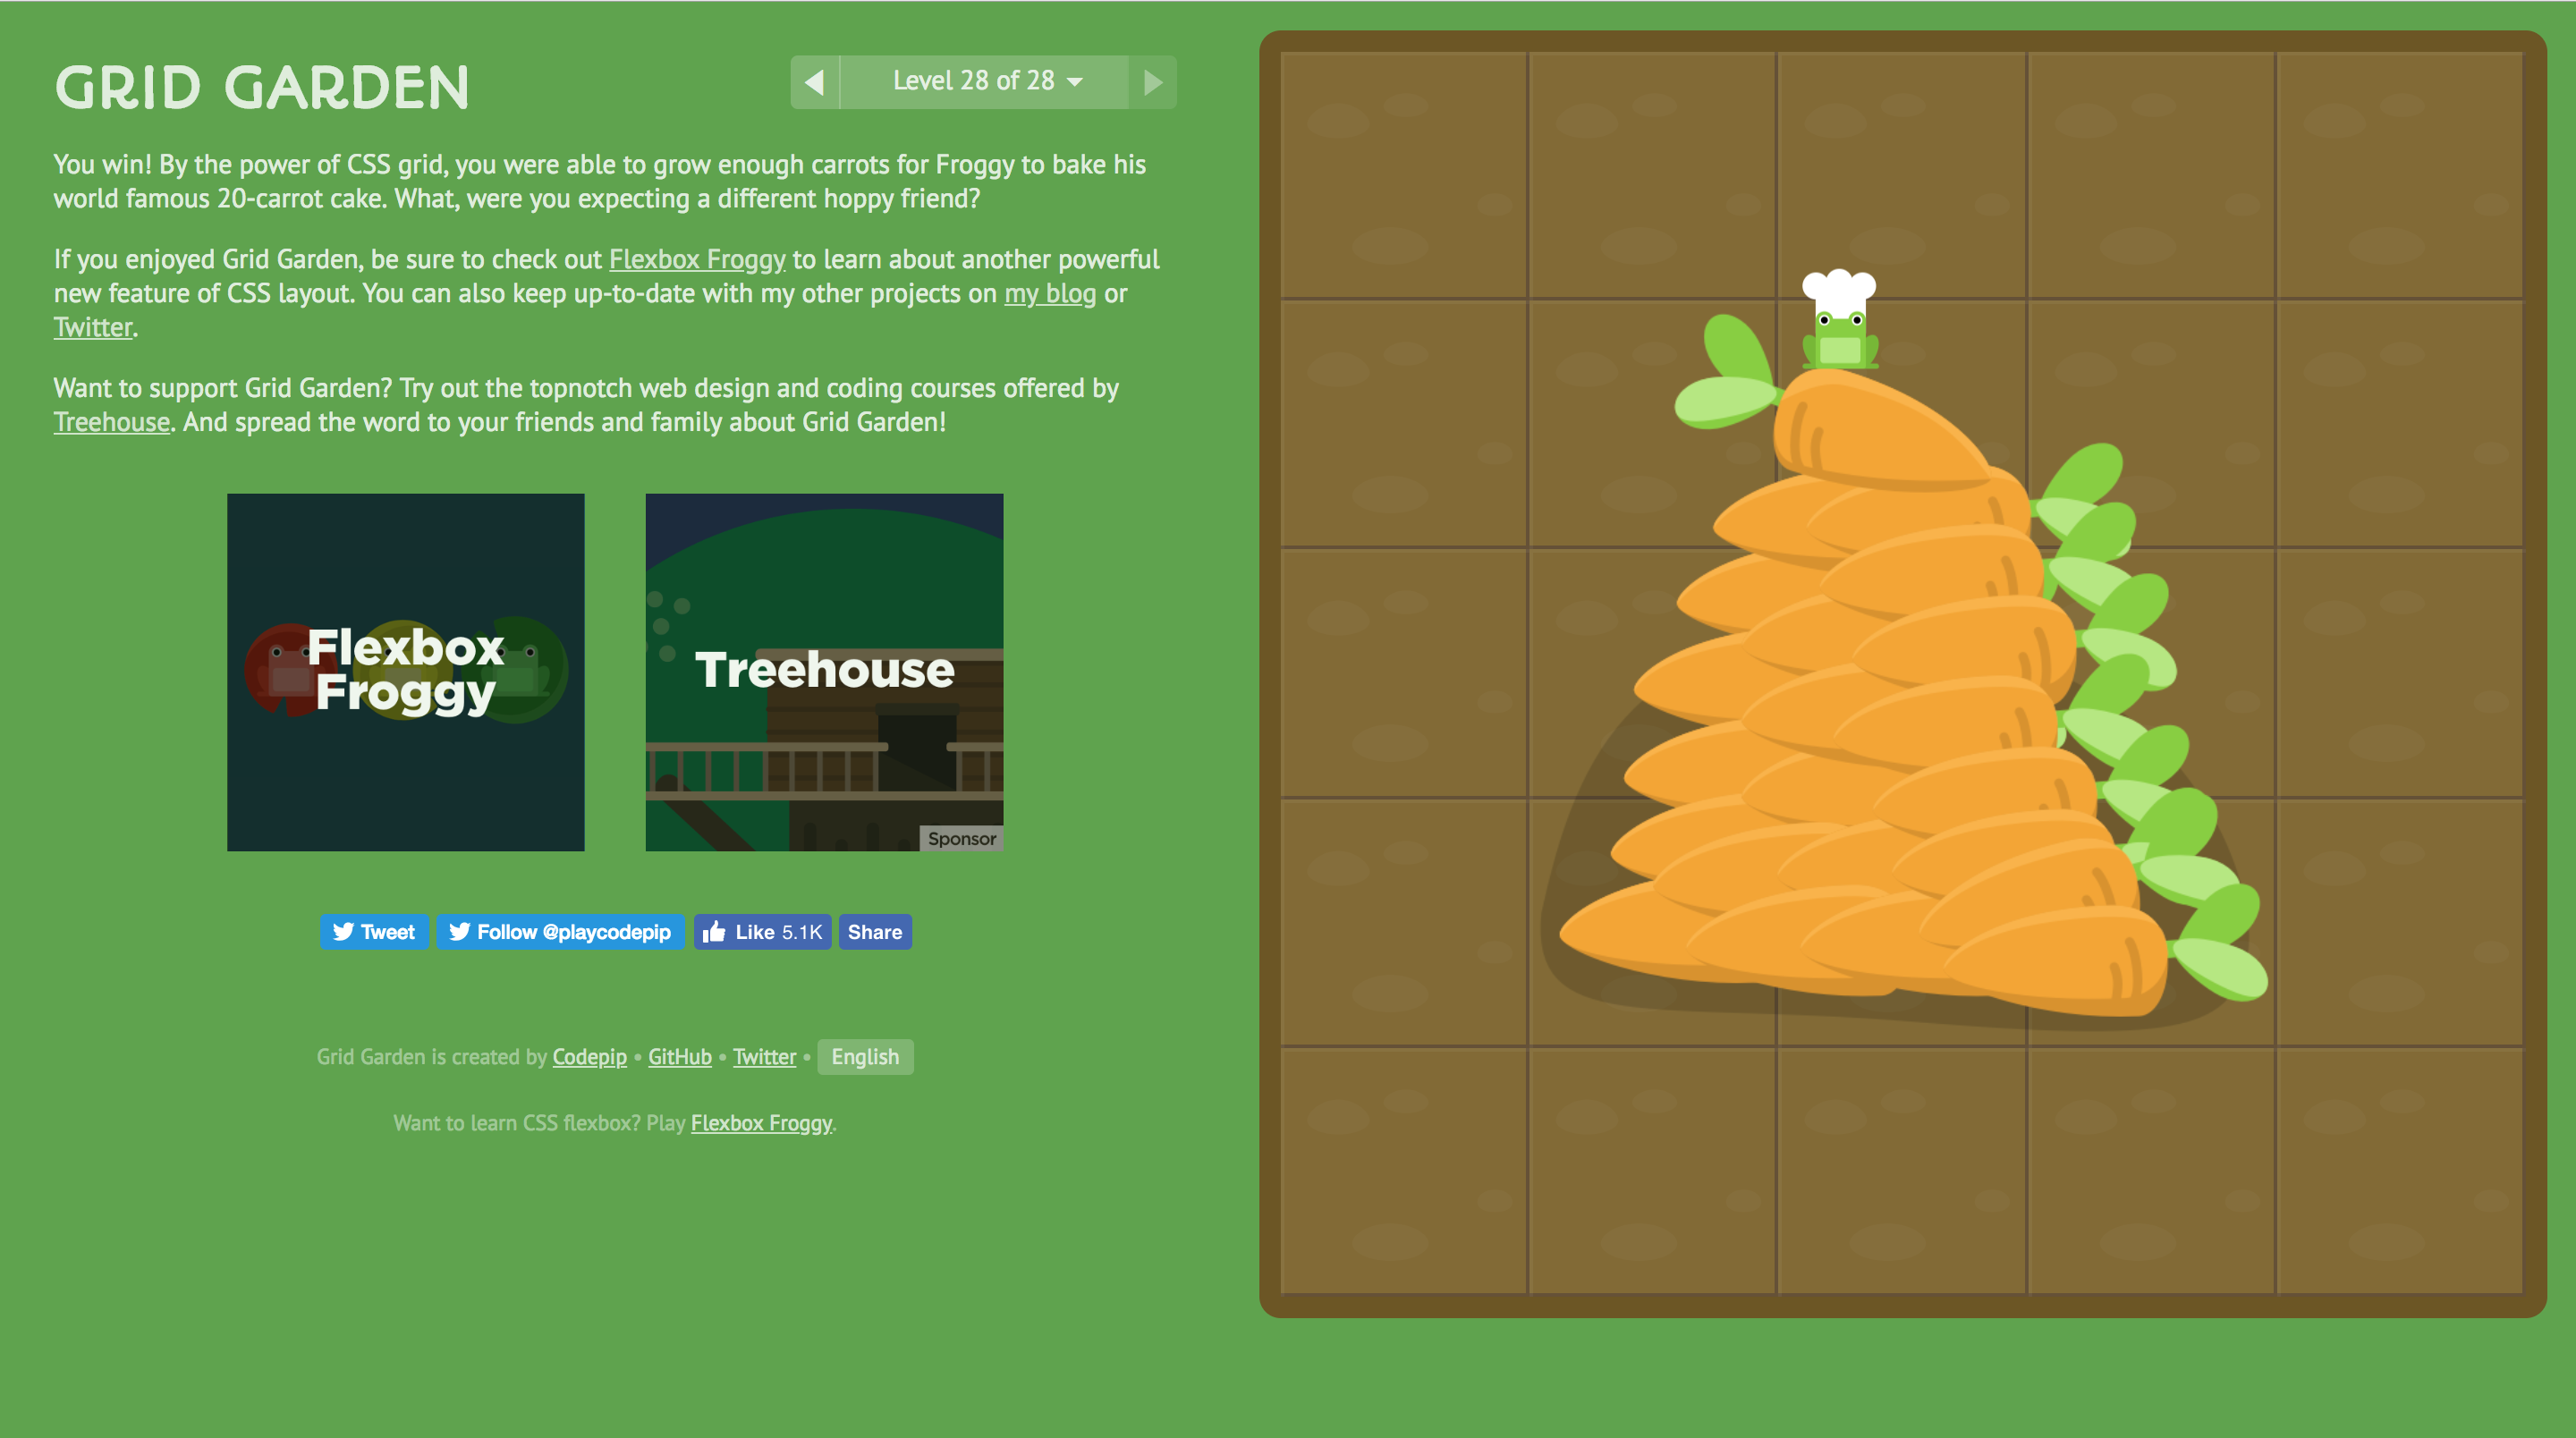 GRID GARDEN
Level 28 of 28
You win! By the power of CSS grid, you were able to grow enough carrots for Froggy to bake his
world famous 20-carrot cake. What, were you expecting a different hoppy friend?
If you enjoyed Grid Garden, be sure to check out Flexbox Froggy to learn about another powerful
new feature of CSS layout. You can also keep up-to-date with my other projects on my blog or
Twitter.
Want to support Grid Garden? Try out the topnotch web design and coding courses offered by
Treehouse. And spread the word to your friends and family about Grid Garden!
Flexbox
Froggy
Treehouse
Sponsor
Tweet
Follow @playcodepip
Like 5.1K
Share
Grid Garden is created by Codepip • GitHub • Twitter • English
Want to learn CSS flexbox? Play Flexbox Froggy.